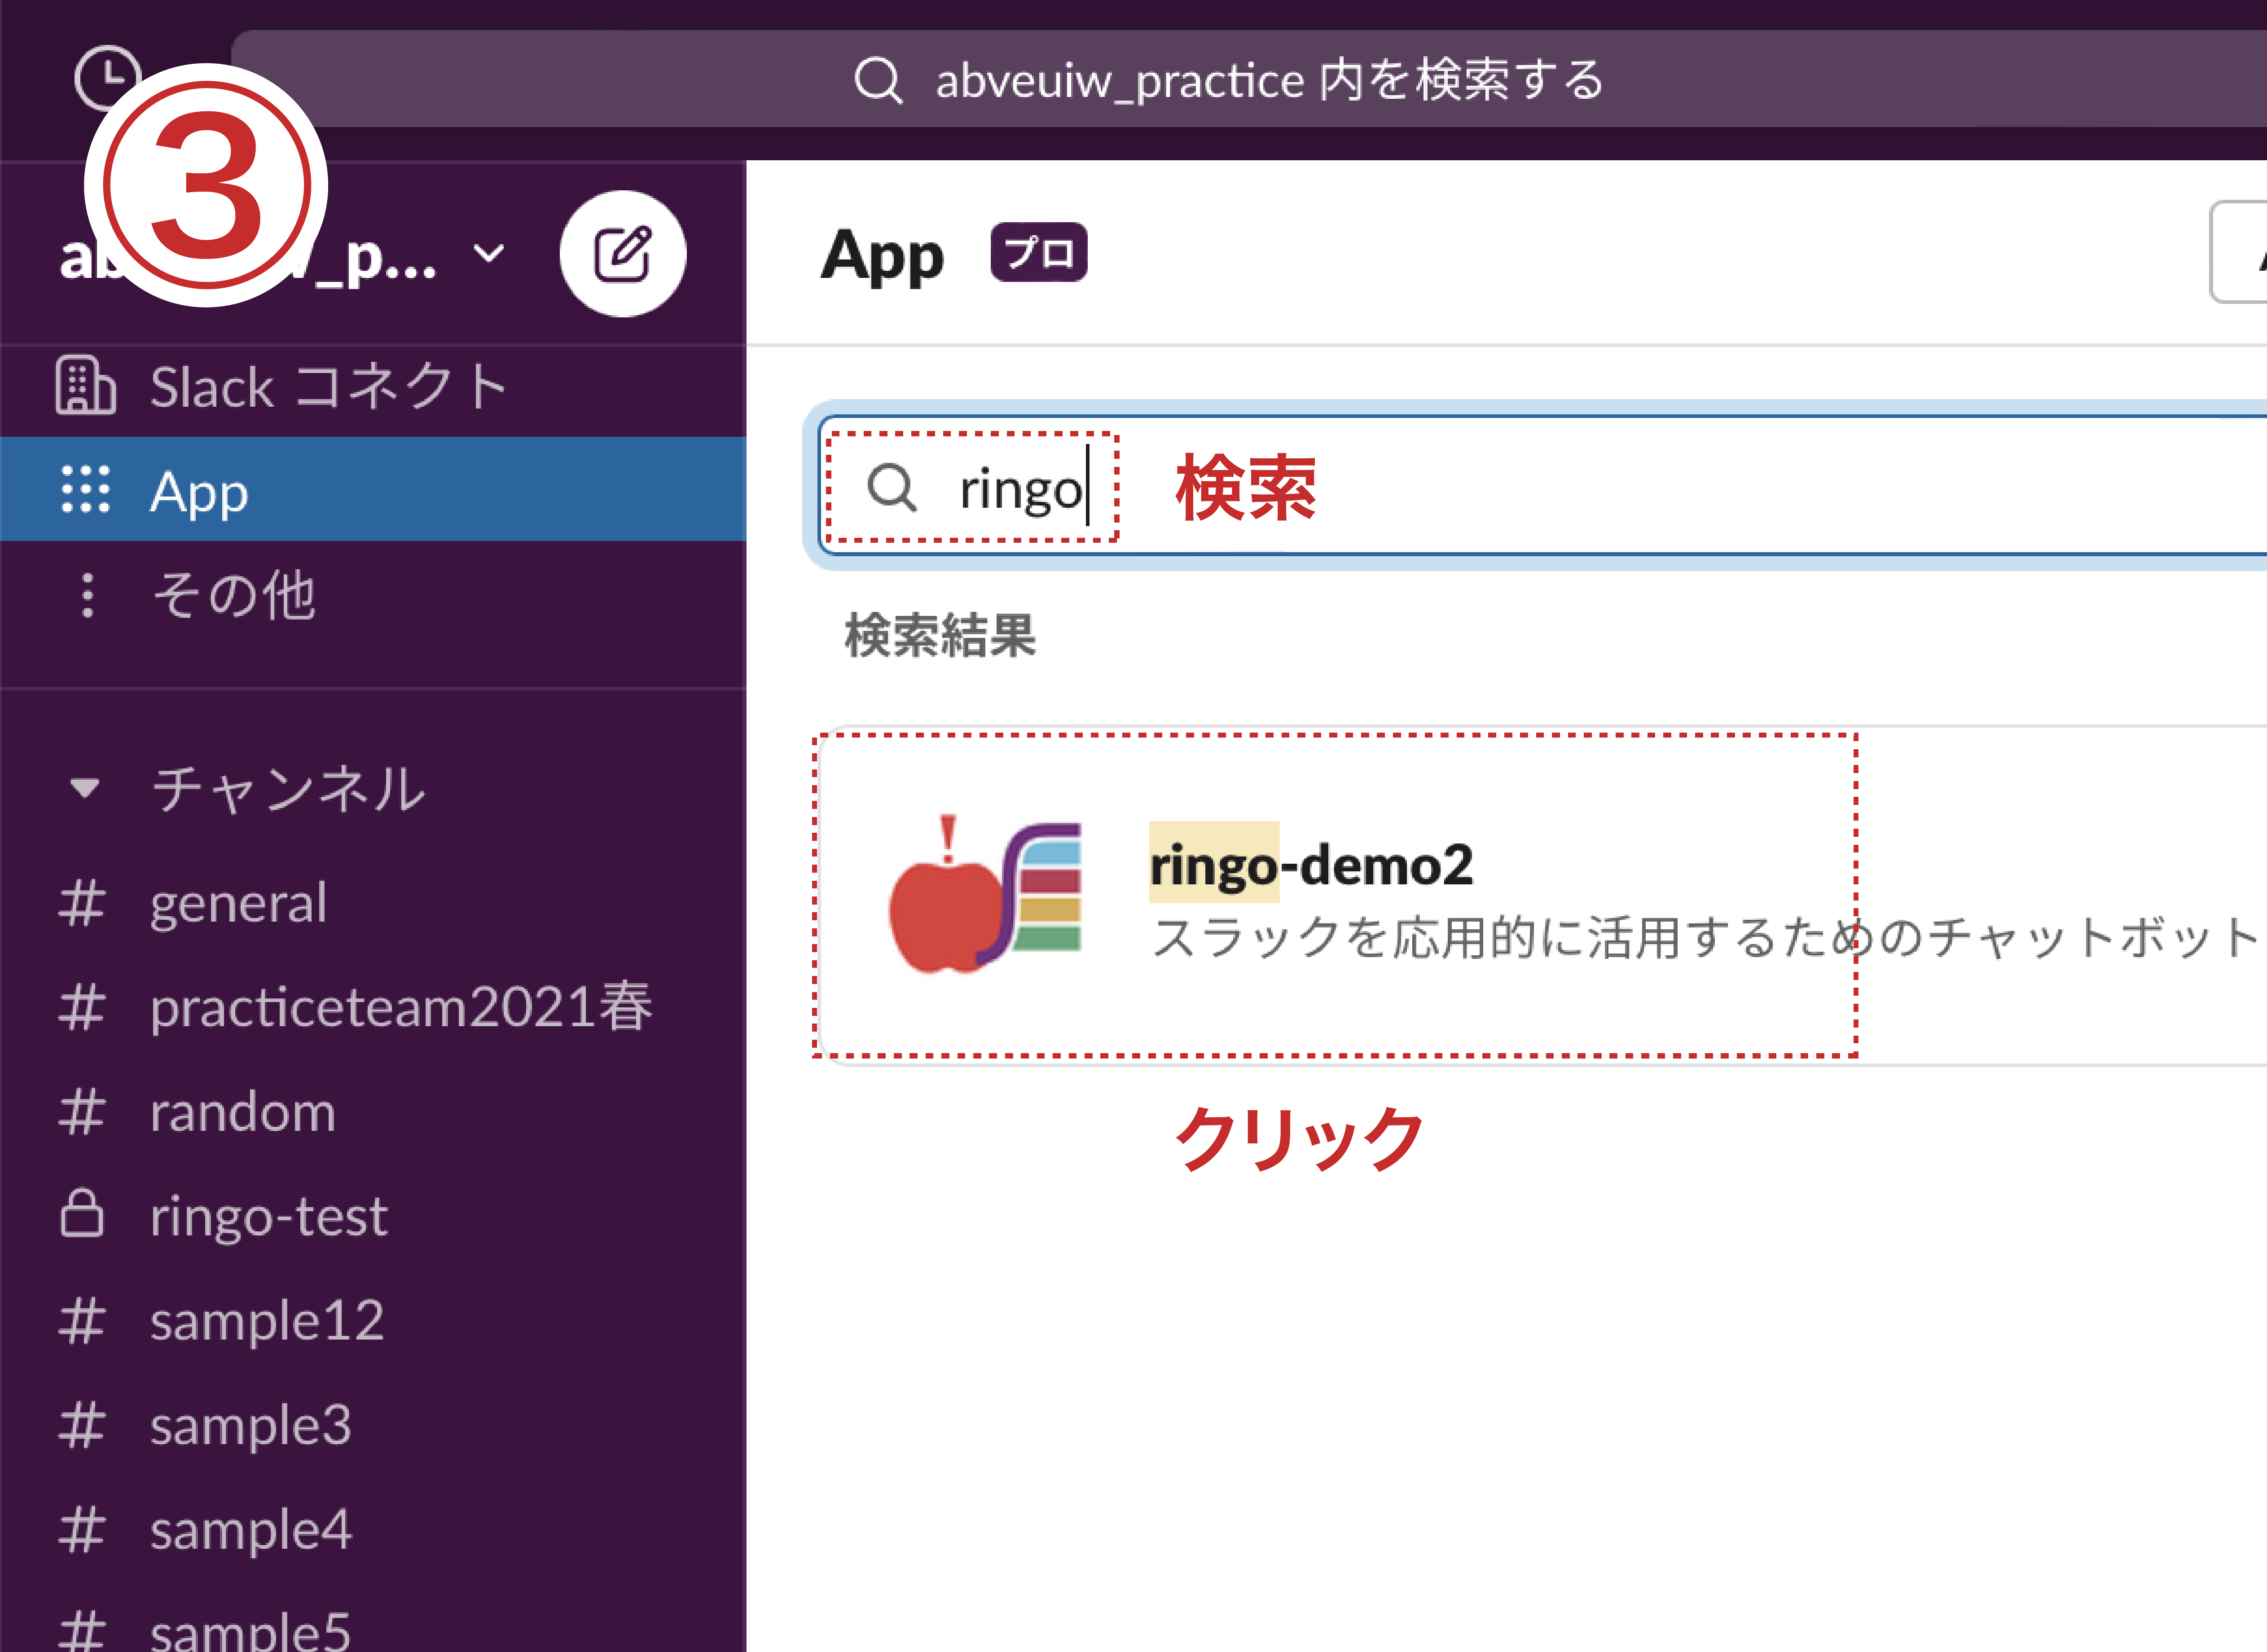 abveuiw_practice 内を検索する
3
App プロ
Slack コネクト
App
その他
チャンネル
general
practiceteam2021春
random
ringo-test
sample12
sample3
sample4
sample5
ringo 検索
検索結果
ringo-demo2
スラックを応用的に活用するためのチャットボット
クリック